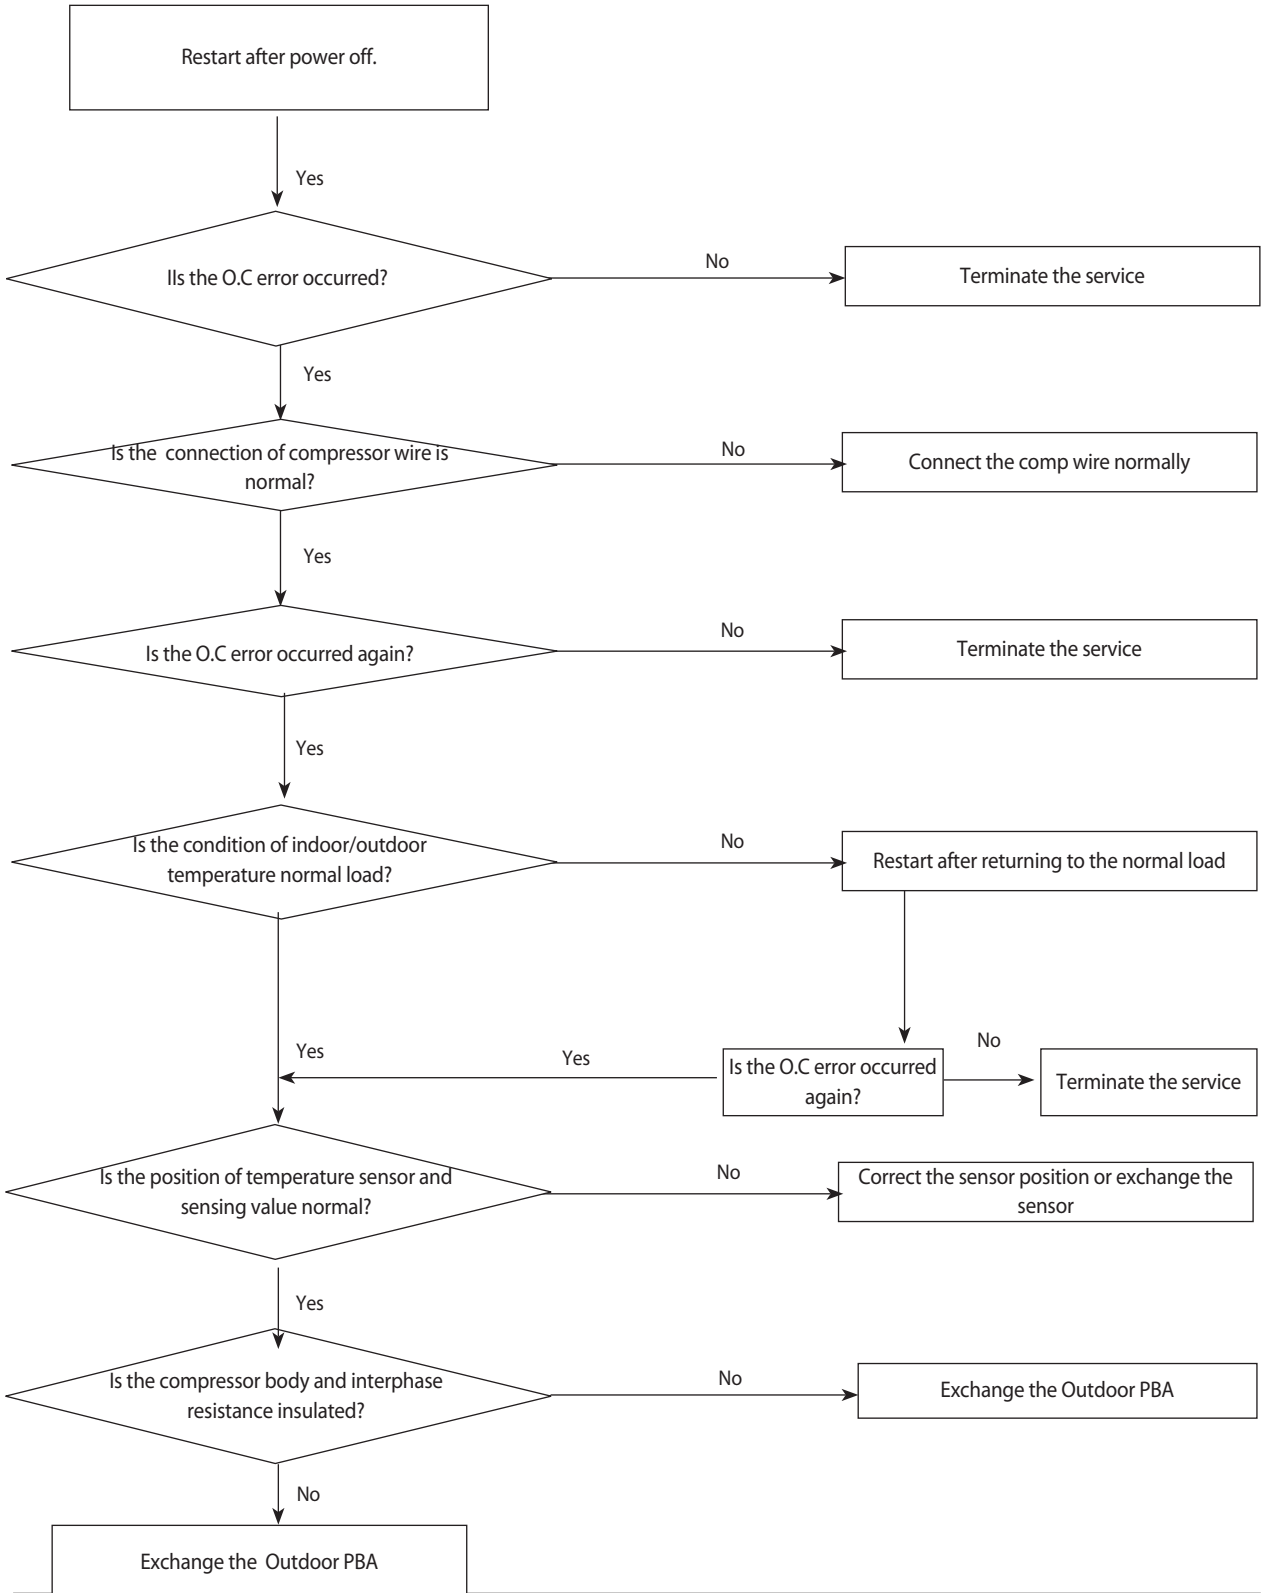 Restart after power off.
Yes
IIs the O.C error occurred?
No
Terminate the service
Yes
Is the  connection of compressor wire is
normal?
No
Connect the comp wire normally
Yes
Is the O.C error occurred again?
No
Terminate the service
Yes
Is the condition of indoor/outdoor
temperature normal load?
No
Restart after returning to the normal load
Yes
Yes
Is the O.C error occurred
again?
No
Terminate the service
Is the position of temperature sensor and
sensing value normal?
No
Correct the sensor position or exchange the
sensor
Yes
Is the compressor body and interphase
resistance insulated?
No
Exchange the Outdoor PBA
No
Exchange the  Outdoor PBA